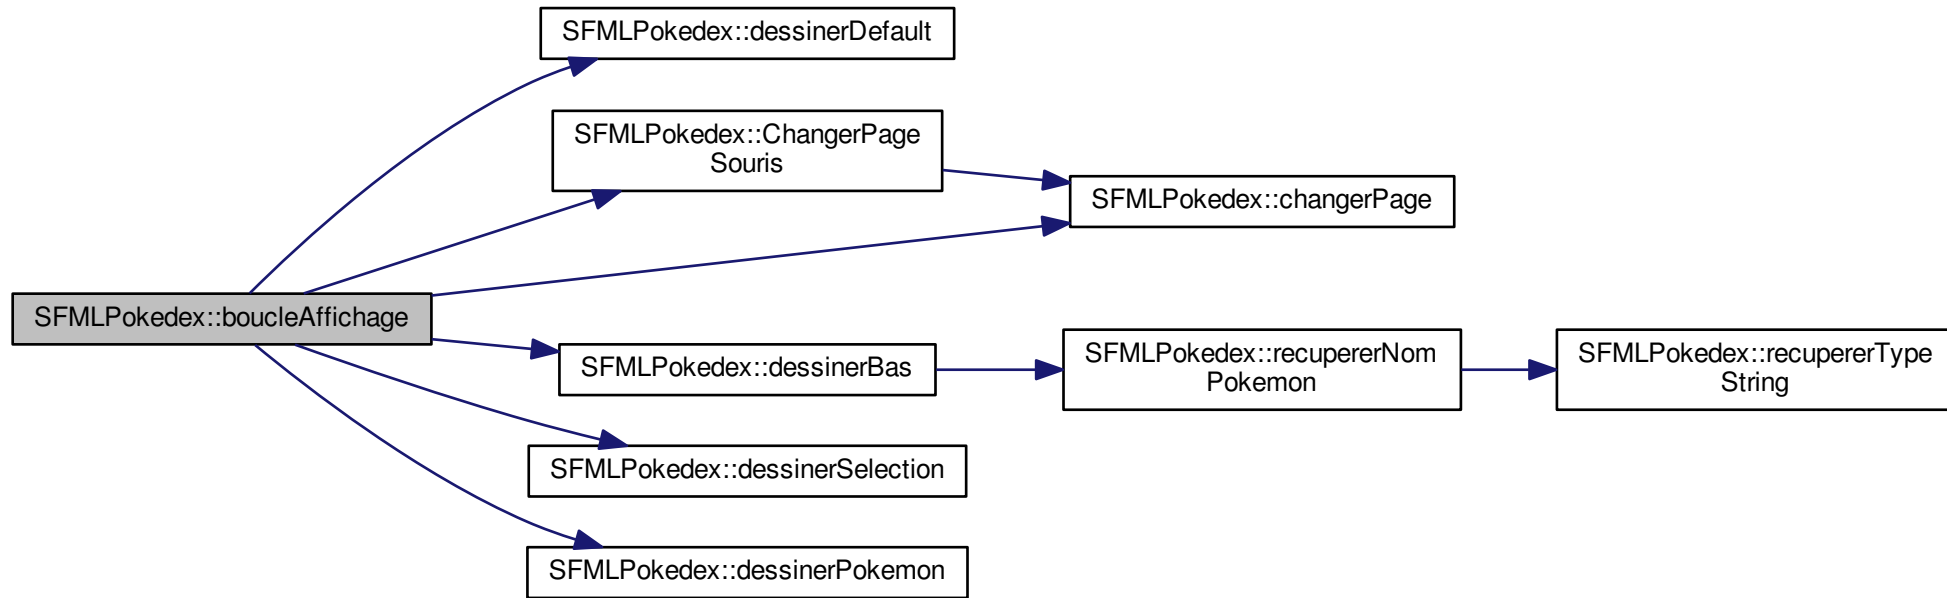 SFMLPokedex::dessinerDefault
SFMLPokedex::ChangerPage
Souris
SFMLPokedex::changerPage
SFMLPokedex::boucleAffichage
SFMLPokedex::dessinerBas
SFMLPokedex::recupererNom
Pokemon
SFMLPokedex::recupererType
String
SFMLPokedex::dessinerSelection
SFMLPokedex::dessinerPokemon